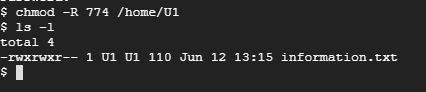 $ chmod -R 774 /home/U1
$ ls -l
total 4
-rwxrwxr-- 1 U1 U1 110 Jun 12 13:15 information.txt
$